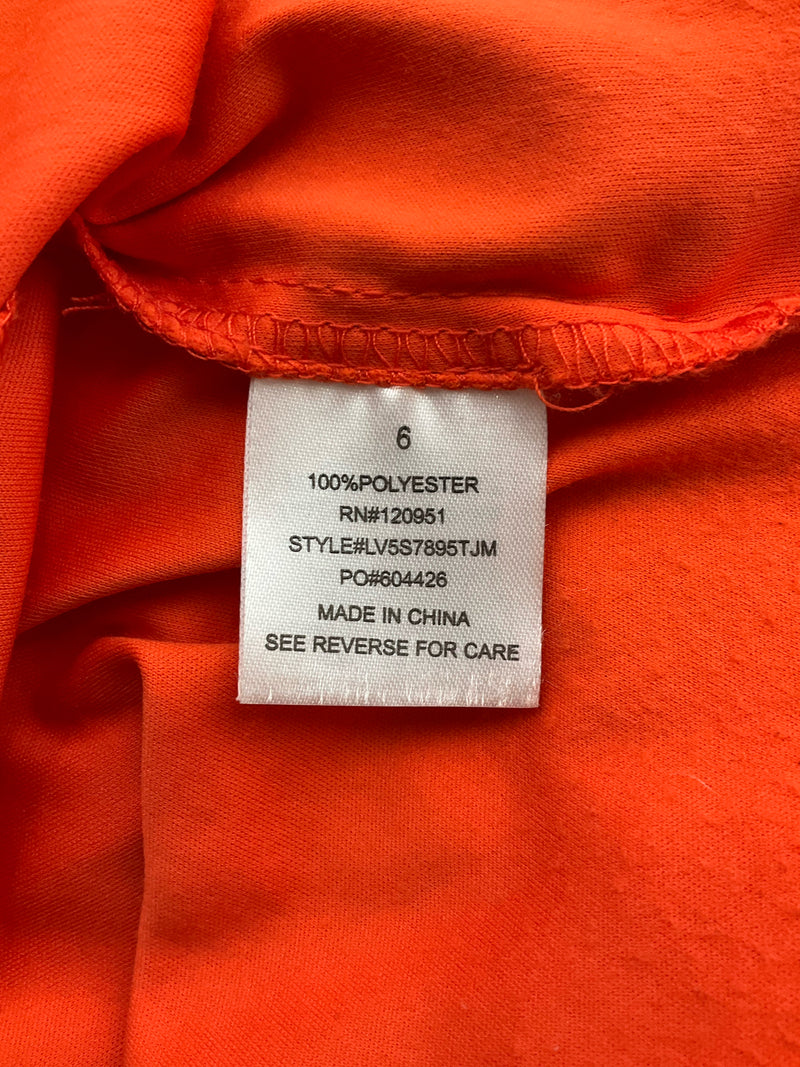 6
100%POLYESTER
RN#120951
STYLE#LV5S7895TJM
PO#604426
MADE IN CHINA
SEE REVERSE FOR CARE